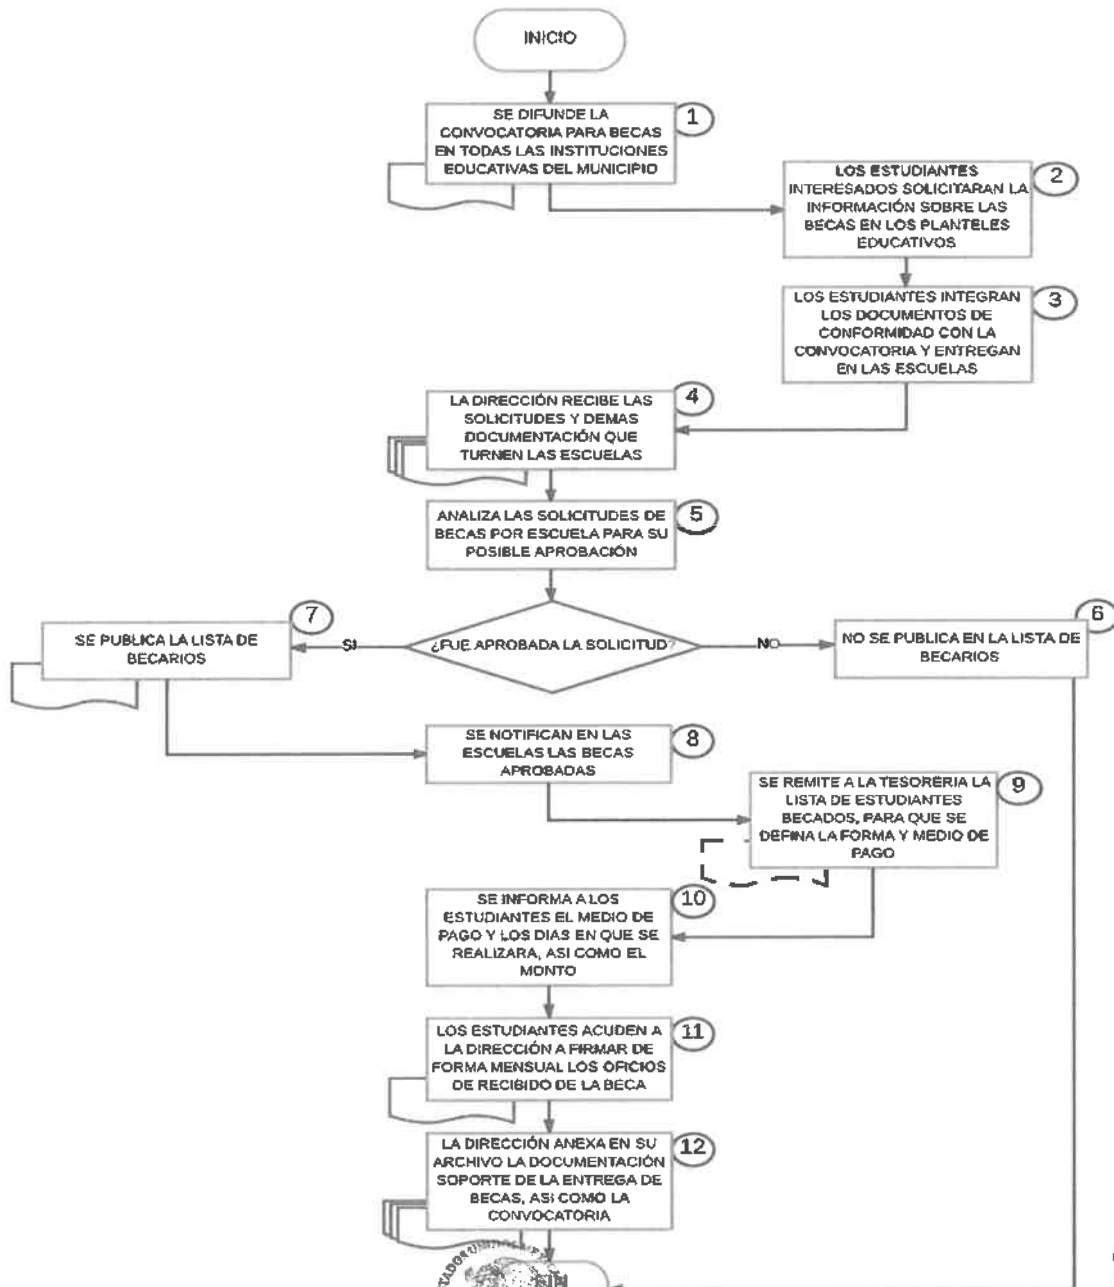 INICIO
1
SE DIFUNDE LA
CONVOCATORIA PARA BECAS
EN TODAS LAS INSTITUCIONES
EDUCATIVAS DEL MUNICIPIO
2
LOS ESTUDIANTES
INTERESADOS SOLICITARAN LA
INFORMACIÓN SOBRE LAS
BECAS EN LOS PLANTELES
EDUCATIVOS
3
LOS ESTUDIANTES INTEGRAN
LOS DOCUMENTOS DE
CONFORMIDAD CON LA
CONVOCATORIA Y ENTREGAN
EN LAS ESCUELAS
4
LA DIRECCIÓN RECIBE LAS
SOLICITUDES Y DEMAS
DOCUMENTACIÓN QUE
TURNEN LAS ESCUELAS
5
ANALIZA LAS SOLICITUDES DE
BECAS POR ESCUELA PARA SU
POSIBLE APROBACIÓN
¿FUE APROBADA LA SOLICITUD?
SI
NO
6
NO SE PUBLICA EN LA LISTA DE
BECARIOS
7
SE PUBLICA LA LISTA DE
BECARIOS
8
SE NOTIFICAN EN LAS
ESCUELAS LAS BECAS
APROBADAS
9
SE REMITE A LA TESORERIA LA
LISTA DE ESTUDIANTES
BECADOS, PARA QUE SE
DEFINA LA FORMA Y MEDIO DE
PAGO
10
SE INFORMA A LOS
ESTUDIANTES EL MEDIO DE
PAGO Y LOS DIAS EN QUE SE
REALIZARA, ASI COMO EL
MONTO
11
LOS ESTUDIANTES ACUDEN A
LA DIRECCIÓN A FIRMAR DE
FORMA MENSUAL LOS OFICIOS
DE RECIBIDO DE LA BECA
12
LA DIRECCIÓN ANEXA EN SU
ARCHIVO LA DOCUMENTACIÓN
SOPORTE DE LA ENTREGA DE
BECAS, ASI COMO LA
CONVOCATORIA